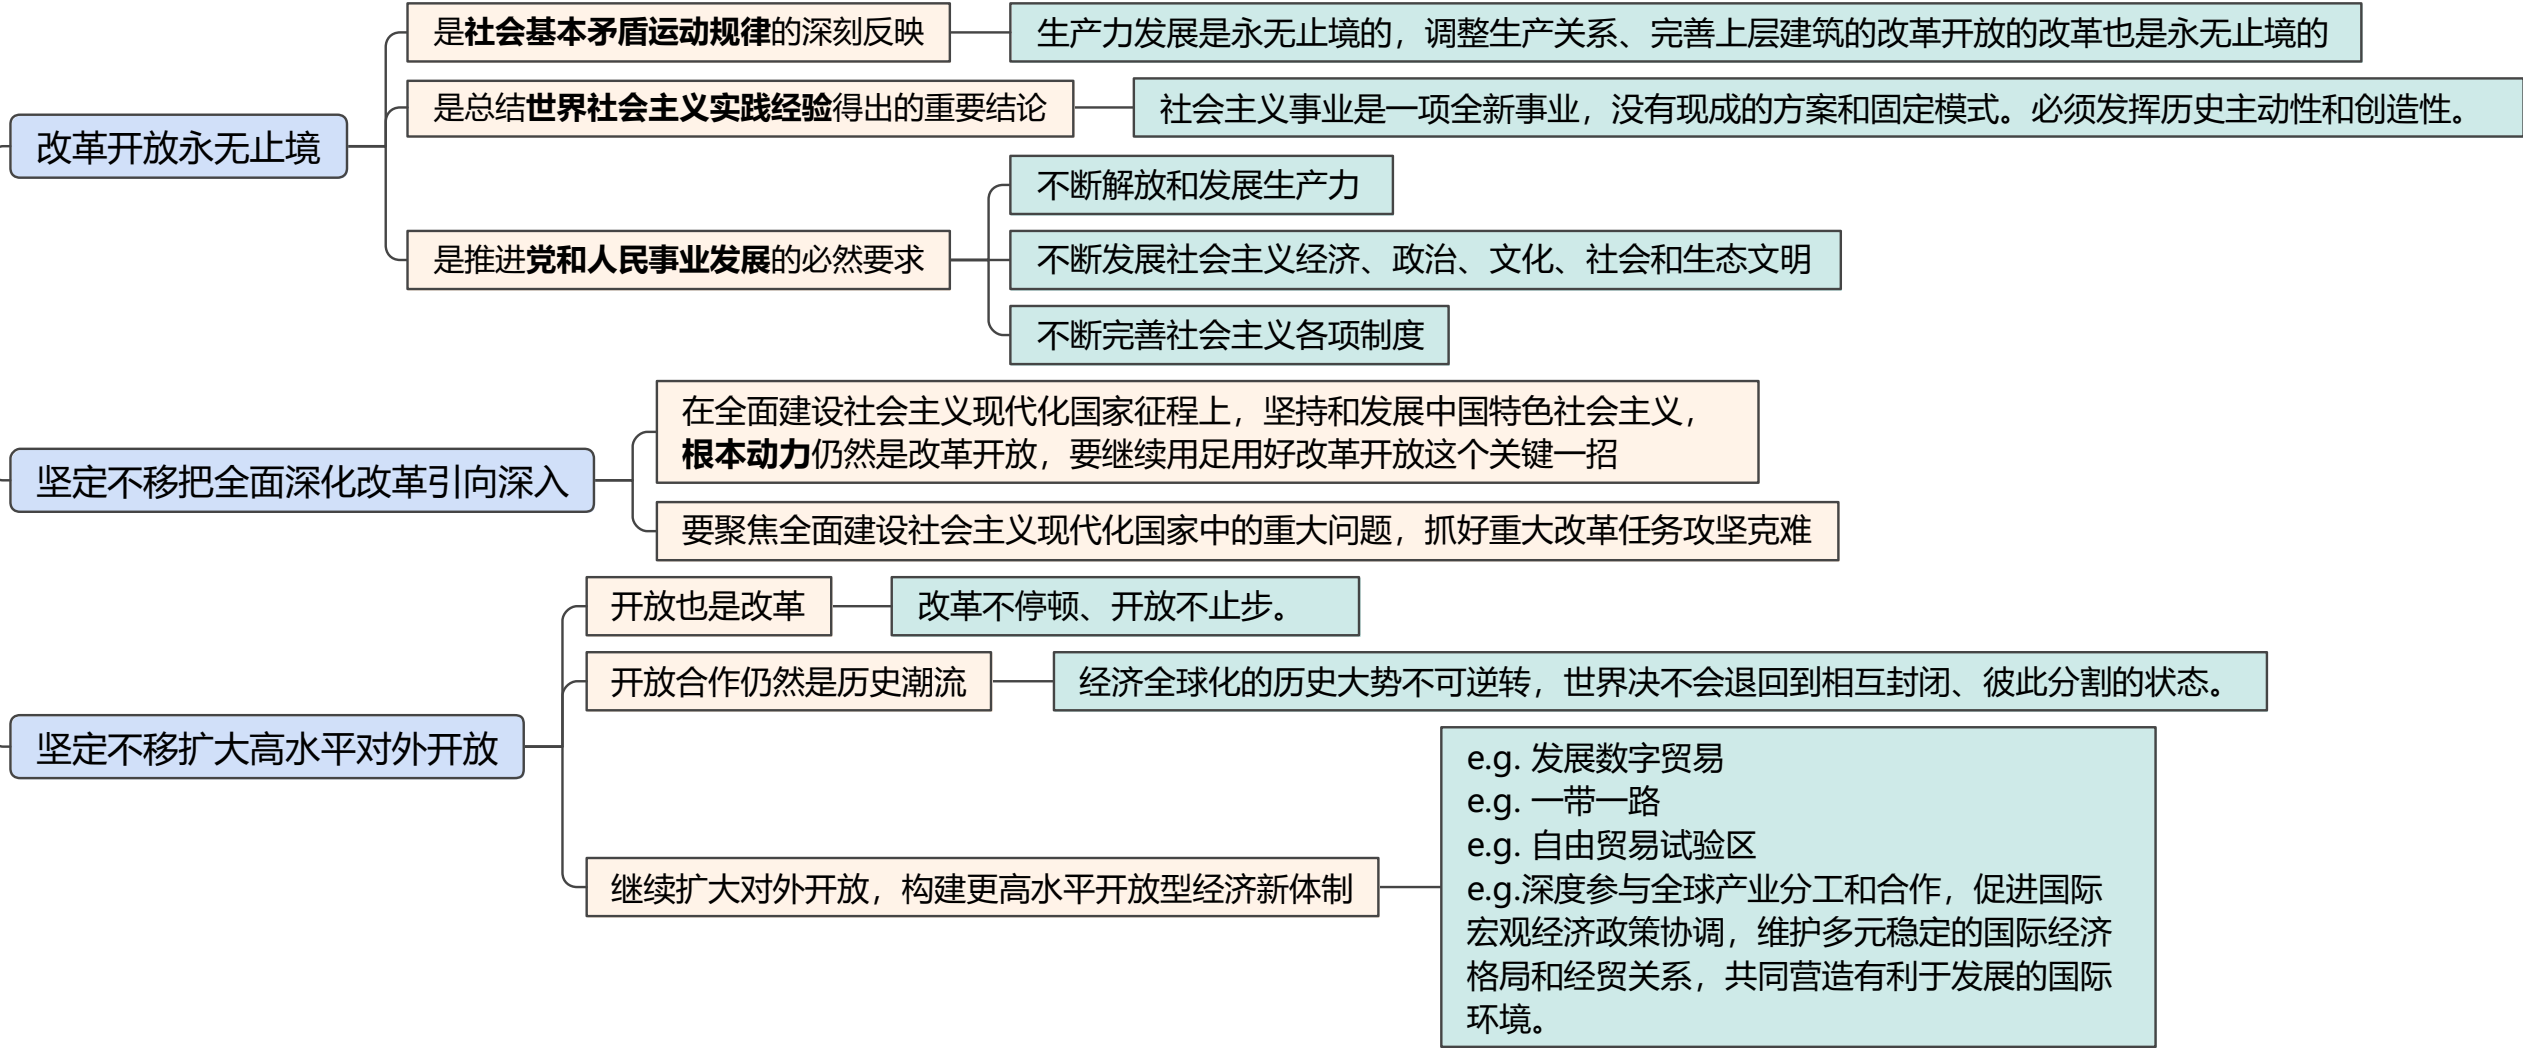 改革开放永无止境
是社会基本矛盾运动规律的深刻反映
生产力发展是永无止境的，调整生产关系、完善上层建筑的改革开放的改革也是永无止境的
是总结世界社会主义实践经验得出的重要结论
社会主义事业是一项全新事业，没有现成的方案和固定模式。必须发挥历史主动性和创造性。
是推进党和人民事业发展的必然要求
不断解放和发展生产力
不断发展社会主义经济、政治、文化、社会和生态文明
不断完善社会主义各项制度
坚定不移把全面深化改革引向深入
在全面建设社会主义现代化国家征程上，坚持和发展中国特色社会主义，
根本动力仍然是改革开放，要继续用足用好改革开放这个关键一招
要聚焦全面建设社会主义现代化国家中的重大问题，抓好重大改革任务攻坚克难
坚定不移扩大高水平对外开放
开放也是改革
改革不停顿、开放不止步。
开放合作仍然是历史潮流
经济全球化的历史大势不可逆转，世界决不会退回到相互封闭、彼此分割的状态。
继续扩大对外开放，构建更高水平开放型经济新体制
e.g. 发展数字贸易
e.g. 一带一路
e.g. 自由贸易试验区
e.g.深度参与全球产业分工和合作，促进国际
宏观经济政策协调，维护多元稳定的国际经济
格局和经贸关系，共同营造有利于发展的国际
环境。